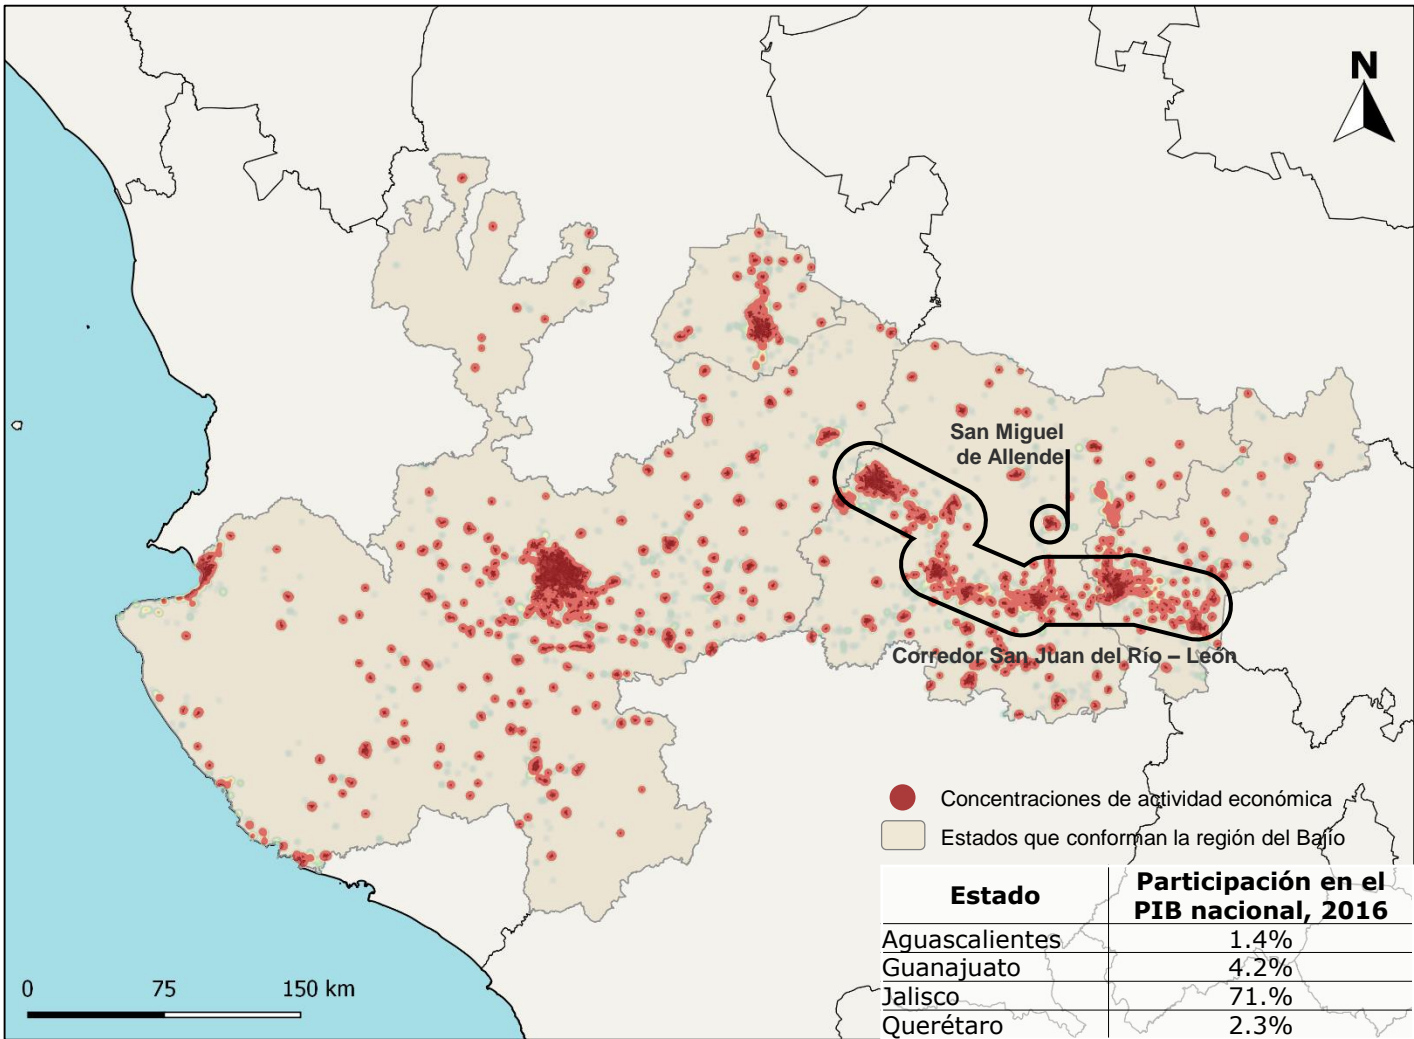 N
San Miguel
de Allende
Corredor San Juan del Río – León
Concentraciones de actividad económica
Estados que conforman la región del Bajío
Estado
Participación en el
PIB nacional, 2016
Aguascalientes 1.4%
Guanajuato 4.2%
Jalisco 71.%
Querétaro 2.3%
0 75 150 km